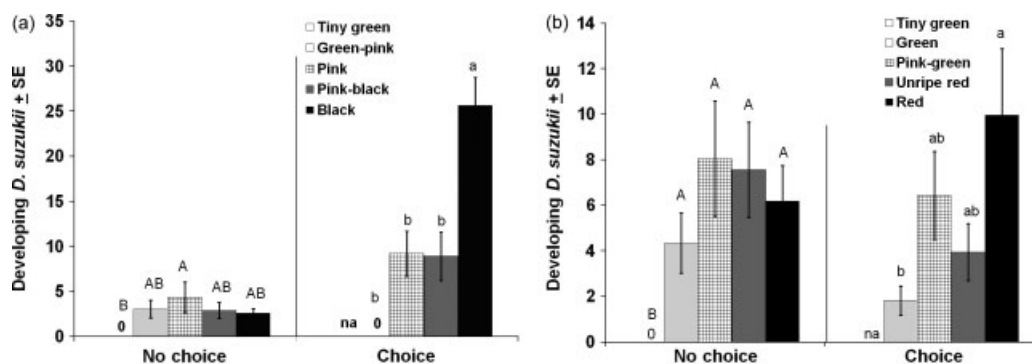 (a)
Developing D. suzukii ± SE
35
30
25
20
15
10
5
0
Tiny green
Green-pink
Pink
Pink-black
Black
B
0
AB
A
AB
AB
na
b
0
b
b
a
No choice
Choice
(b)
Developing D. suzukii ± SE
14
12
10
8
6
4
2
0
Tiny green
Green
Pink-green
Unripe red
Red
B
0
A
A
A
A
na
b
ab
ab
a
No choice
Choice